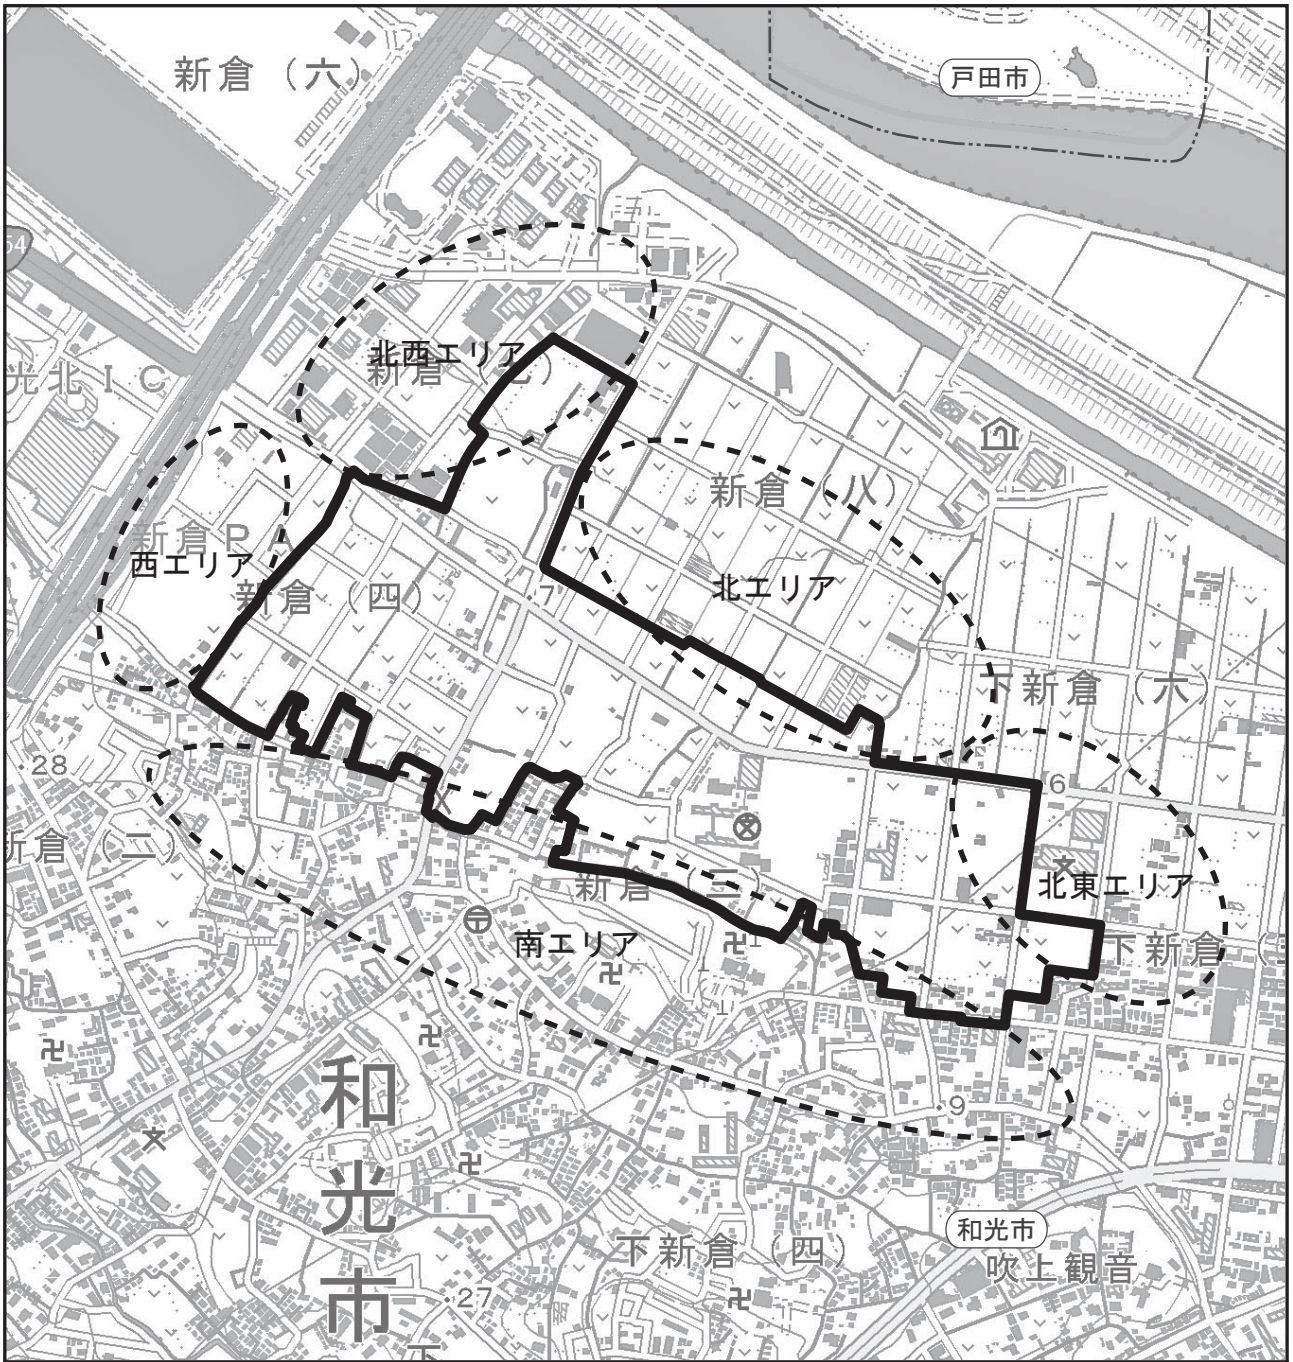 新倉（六）
戸田市
54
北西エリア
新倉（七）
光北ＩＣ
新倉（八）
新倉Ｐ
西エリア
北エリア
新倉（四）
7
下新倉（六）
28
6
新倉（二）
北東エリア
新倉（三）
南エリア
下新倉（
和光市
9
和光市
下新倉（四）
吹上観音
27
下